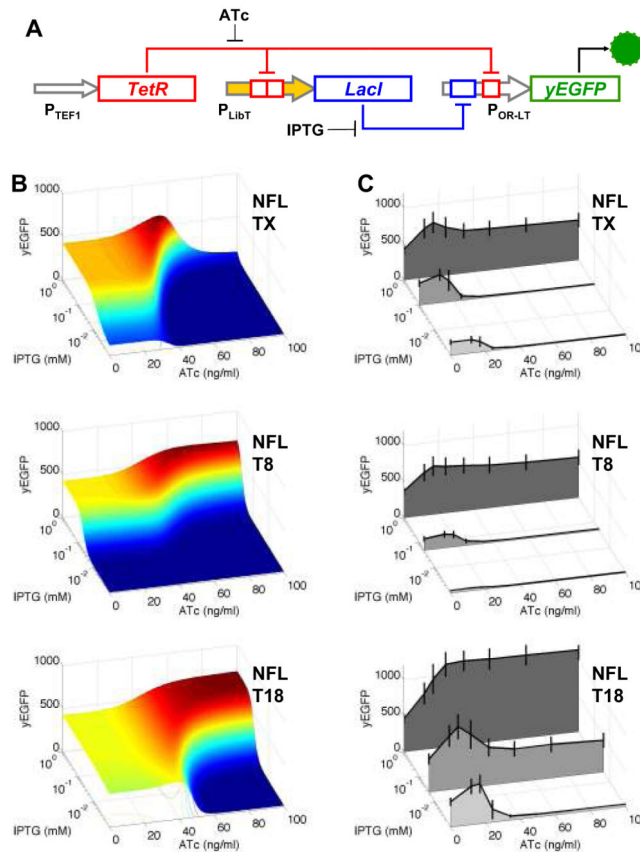 A
ATc
TetR
LacI
yEGFP
P_TEF1
P_LibT
P_OR-LT
IPTG
B
NFL
TX
1000
500
0
yEGFP
10^0
10^-1
10^-2
IPTG (mM)
0
20
40
60
80
100
ATc (ng/ml)
C
NFL
TX
1000
500
0
yEGFP
10^0
10^-1
10^-2
IPTG (mM)
0
20
40
60
80
10
ATc (ng/ml)
NFL
T8
1000
500
0
yEGFP
10^0
10^-1
10^-2
IPTG (mM)
0
20
40
60
80
100
ATc (ng/ml)
NFL
T8
1000
500
0
yEGFP
10^0
10^-1
10^-2
IPTG (mM)
0
20
40
60
80
10
ATc (ng/ml)
NFL
T18
1000
500
0
yEGFP
10^0
10^-1
10^-2
IPTG (mM)
0
20
40
60
80
100
ATc (ng/ml)
NFL
T18
1000
500
0
yEGFP
10^0
10^-1
10^-2
IPTG (mM)
0
20
40
60
80
10
ATc (ng/ml)